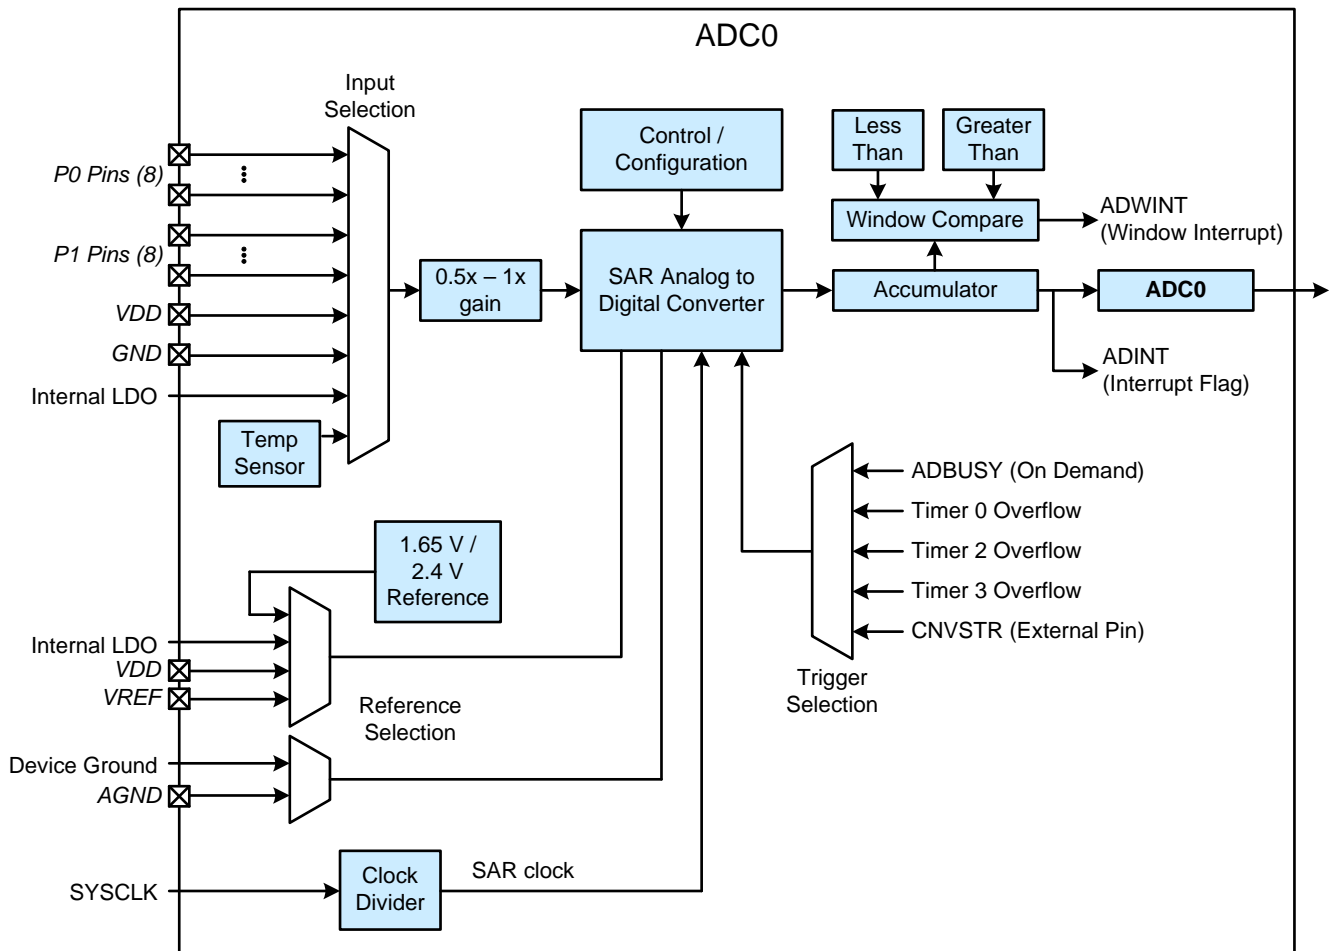 ADC0
Input
Selection
P0 Pins (8)
P1 Pins (8)
VDD
GND
Internal LDO
Temp
Sensor
0.5x – 1x
gain
Control /
Configuration
SAR Analog to
Digital Converter
Less
Than
Greater
Than
Window Compare
ADWINT
(Window Interrupt)
Accumulator
ADC0
ADINT
(Interrupt Flag)
ADBUSY (On Demand)
Timer 0 Overflow
Timer 2 Overflow
Timer 3 Overflow
CNVSTR (External Pin)
Trigger
Selection
1.65 V /
2.4 V
Reference
Internal LDO
VDD
VREF
Reference
Selection
Device Ground
AGND
SYSCLK
Clock
Divider
SAR clock